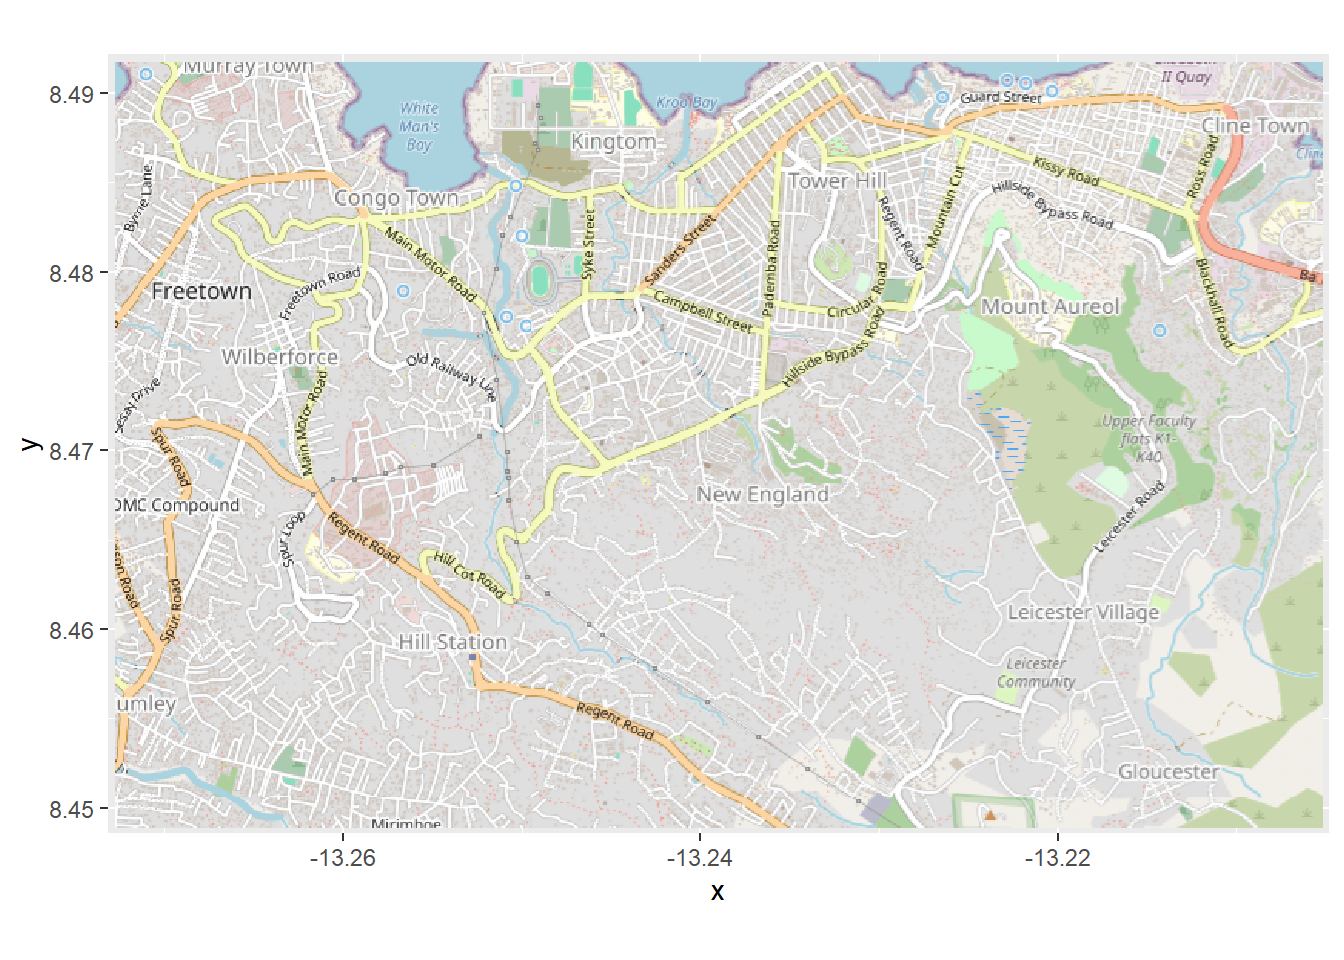 8.49
8.48
8.47
8.46
8.45
y
Murray Town
White
Man's
Bay
Kroo Bay
Guard Street
II Quay
Cline Town
Kingtom
Congo Town
Tower Hill
Kissy Road
Ross Road
Byrne Lane
Hillside Bypass Road
Regent Road
Mountain Cut
Main Motor Road
Syke Street
Sanders Street
Pademba Road
Circular Road
Freetown Road
Freetown
Campbell Street
Mount Aureol
Blackhall Road
Ba
Wilberforce
Old Railway Line
Hillside Bypass Road
Main Motor Road
Upper Faculty
flats K1-
K40
Spur Road
New England
OMC Compound
Spur Loop
Regent Road
Leicester Road
Hill Cot Road
Spur Road
Leicester Village
Hill Station
Leicester
Community
umley
Regent Road
Gloucester
-13.26
-13.24
-13.22
x